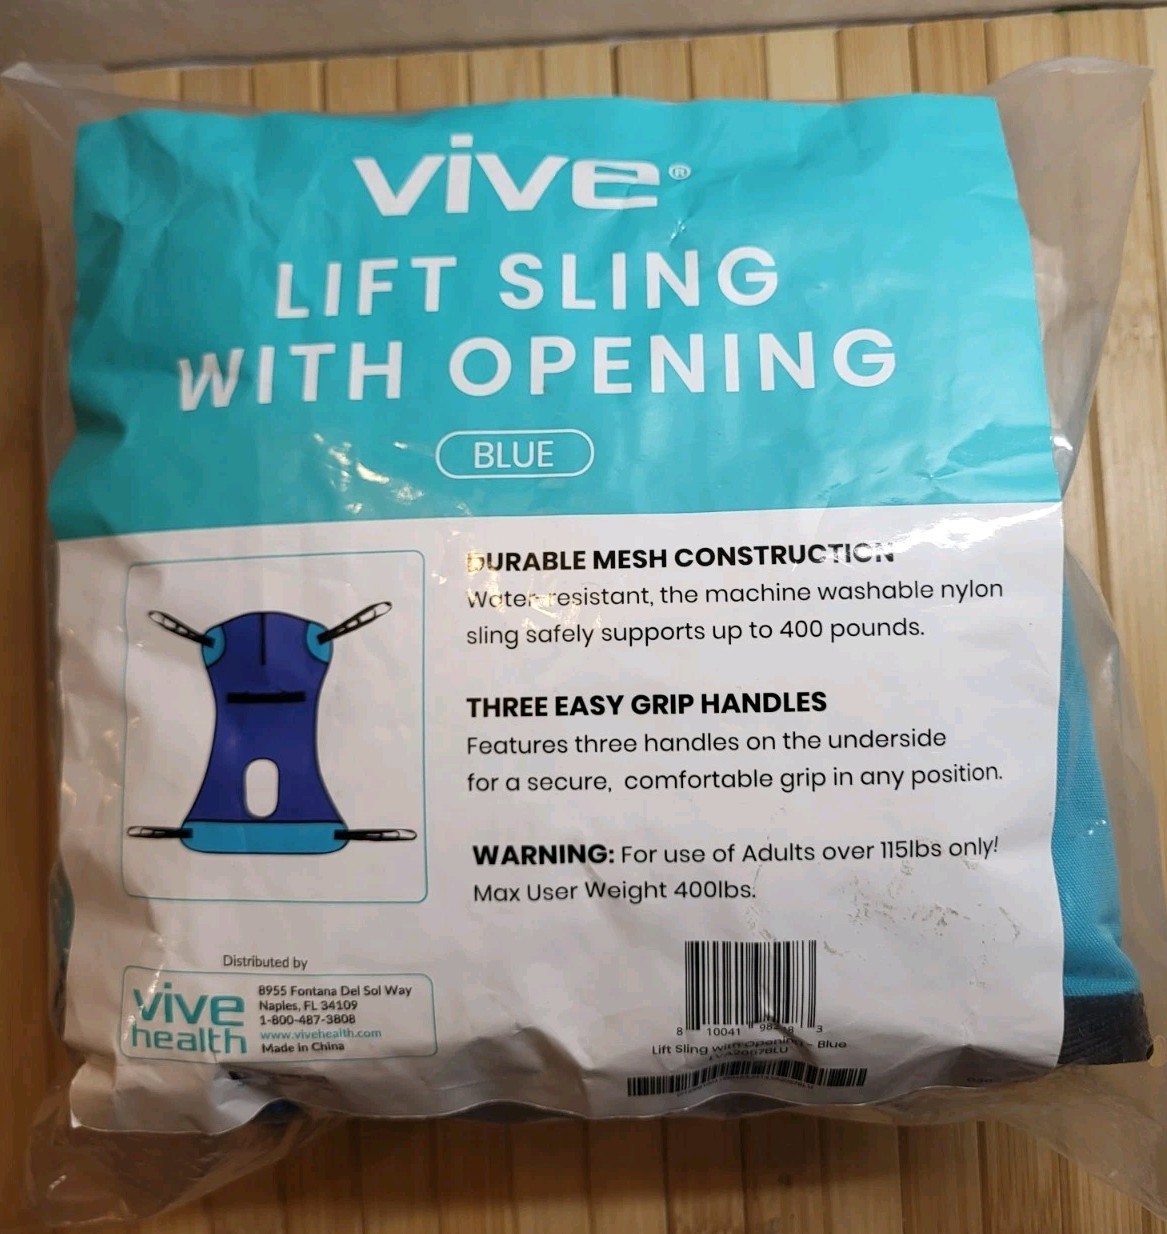 vive®
LIFT SLING
WITH OPENING
BLUE
DURABLE MESH CONSTRUCTION
Water-resistant, the machine washable nylon
sling safely supports up to 400 pounds.
THREE EASY GRIP HANDLES
Features three handles on the underside
for a secure, comfortable grip in any position.
WARNING: For use of Adults over 115lbs only!
Max User Weight 400lbs.
Distributed by
vive
health
8955 Fontana Del Sol Way
Naples, FL 34109
1-800-487-3808
www.vivehealth.com
Made in China
8 10041 3
Lift Sling with Opening - Blue